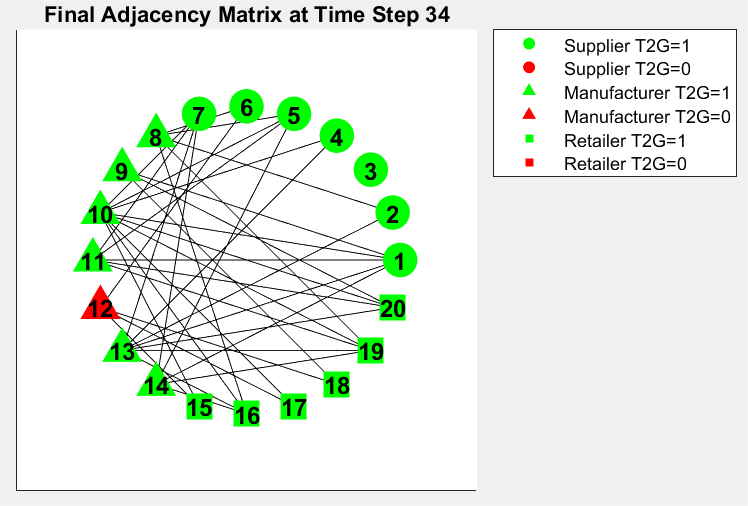 Final Adjacency Matrix at Time Step 34
Supplier T2G=1
Supplier T2G=0
Manufacturer T2G=1
Manufacturer T2G=0
Retailer T2G=1
Retailer T2G=0
7
6
5
8
4
9
3
10
2
11
1
12
20
13
19
14
18
15
16
17